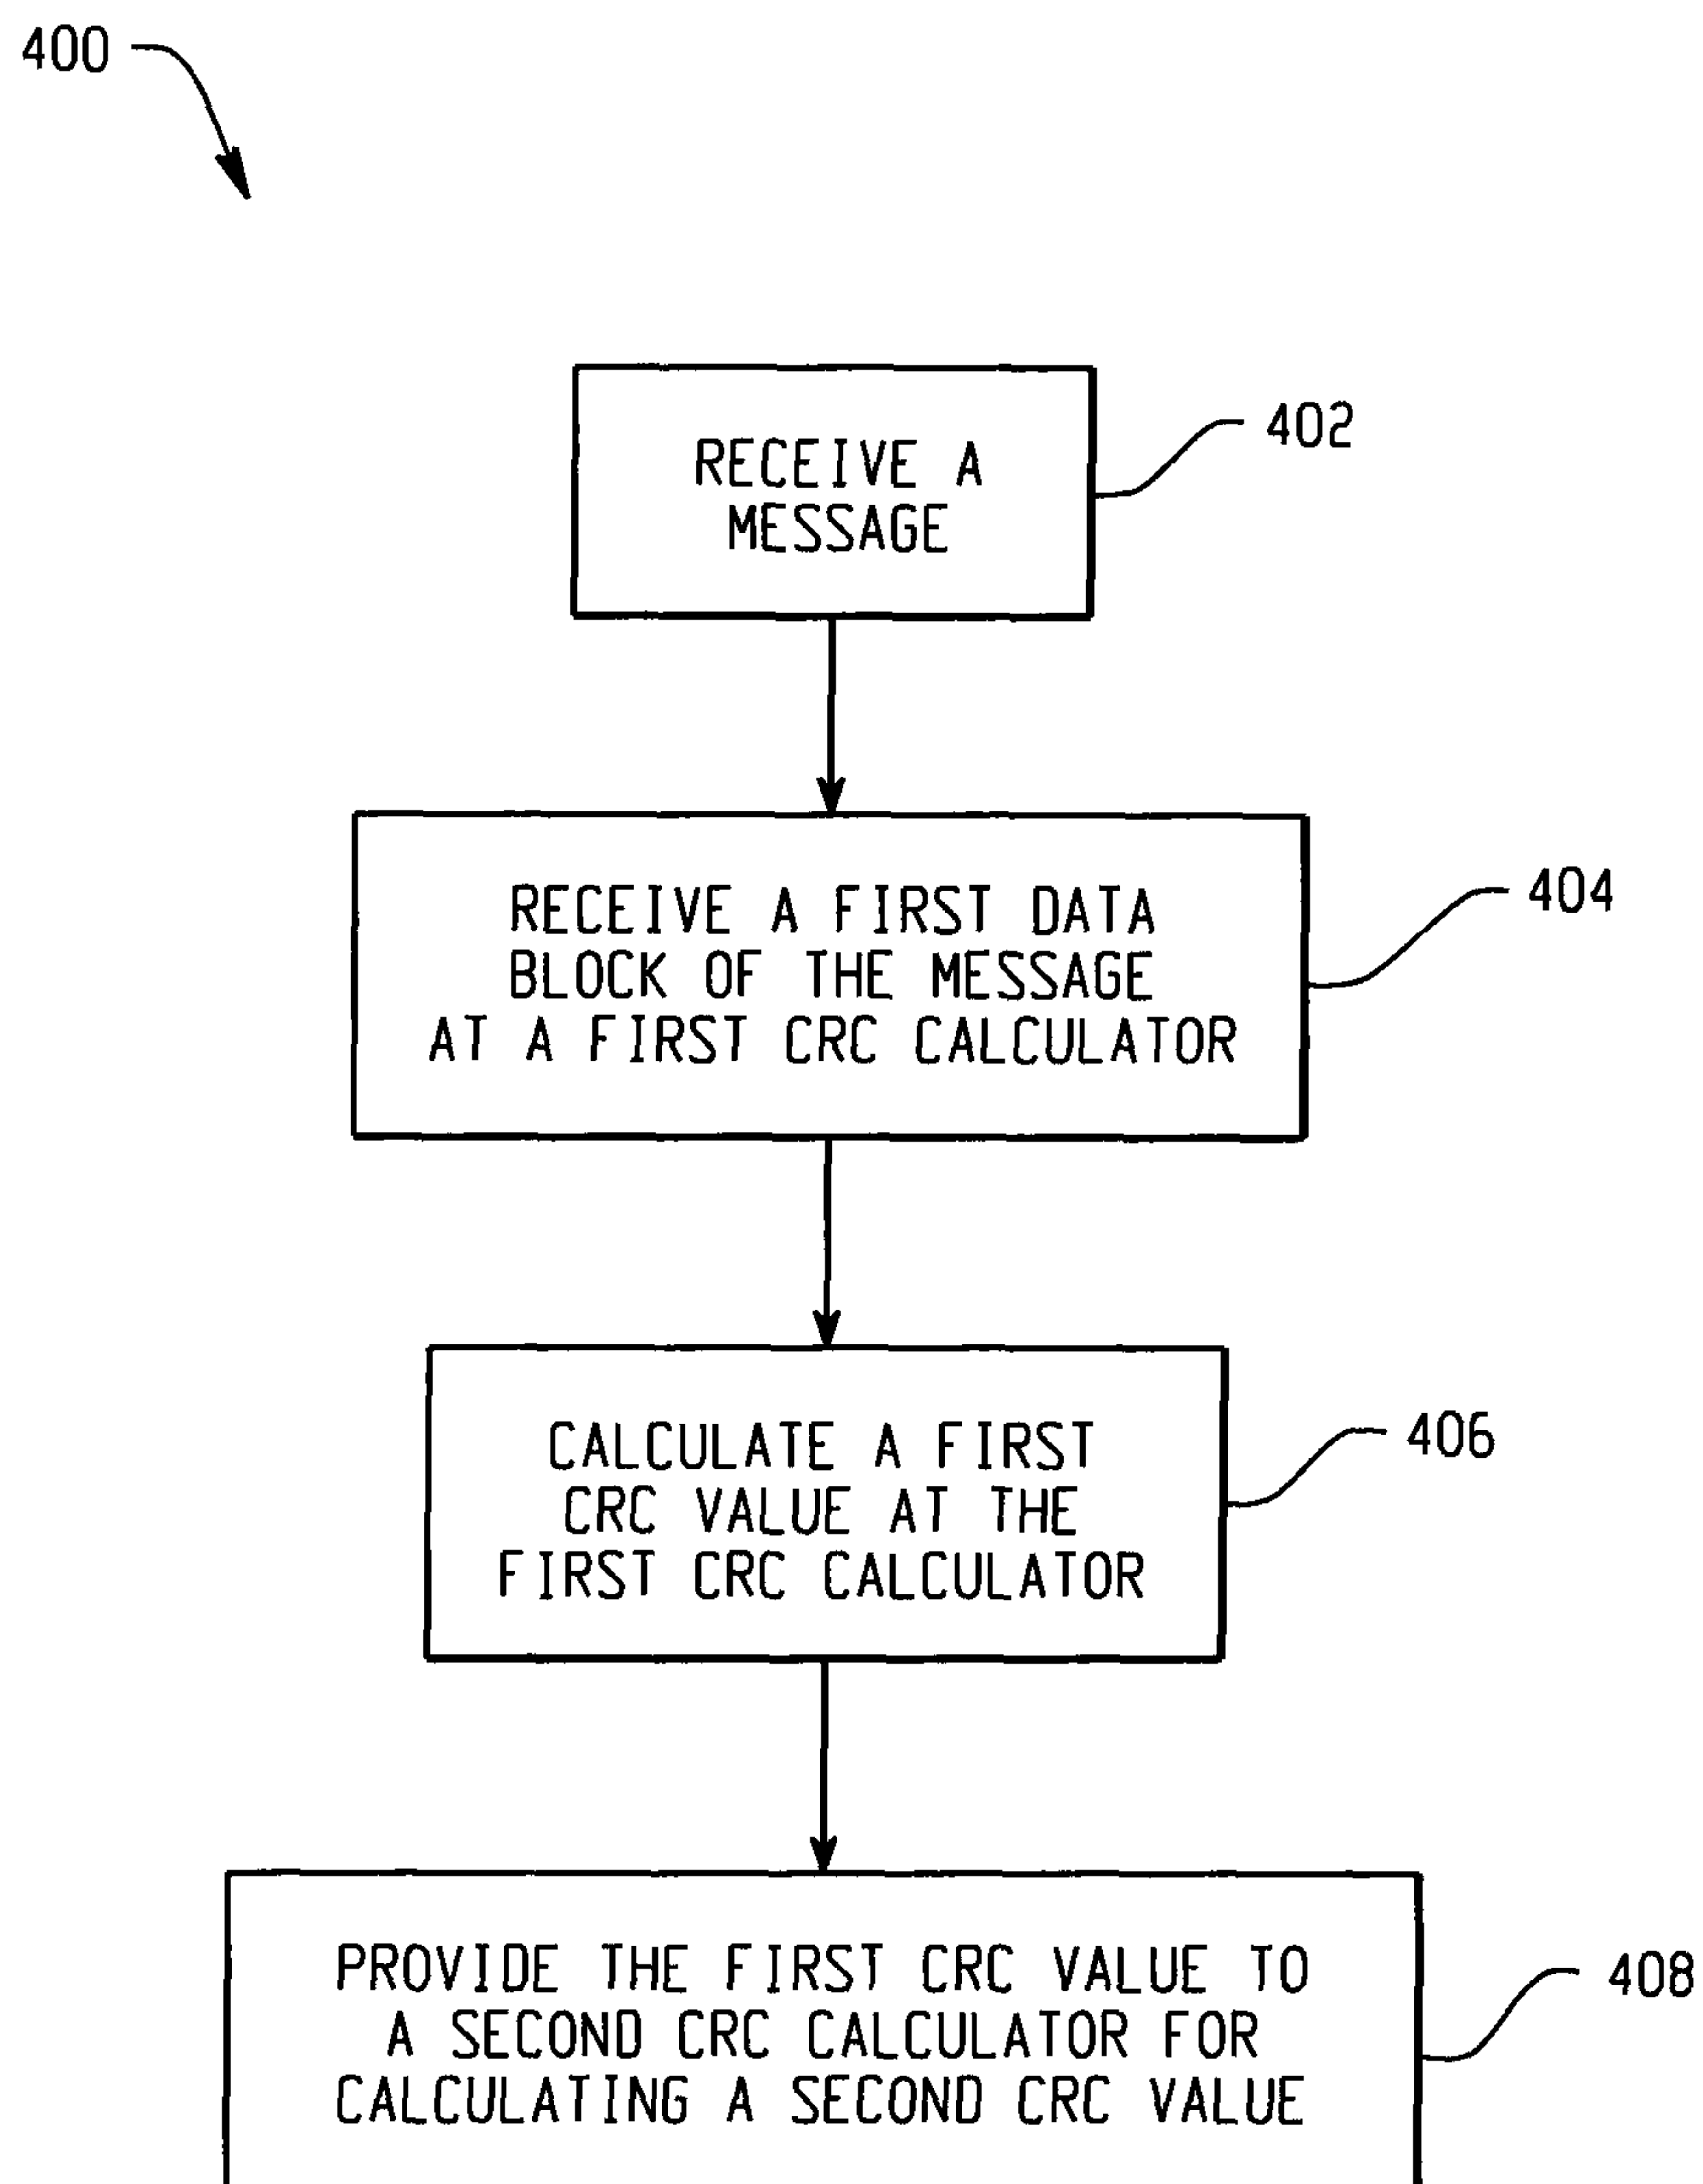 400
402
RECEIVE A
MESSAGE
404
RECEIVE A FIRST DATA
BLOCK OF THE MESSAGE
AT A FIRST CRC CALCULATOR
406
CALCULATE A FIRST
CRC VALUE AT THE
FIRST CRC CALCULATOR
408
PROVIDE THE FIRST CRC VALUE TO
A SECOND CRC CALCULATOR FOR
CALCULATING A SECOND CRC VALUE